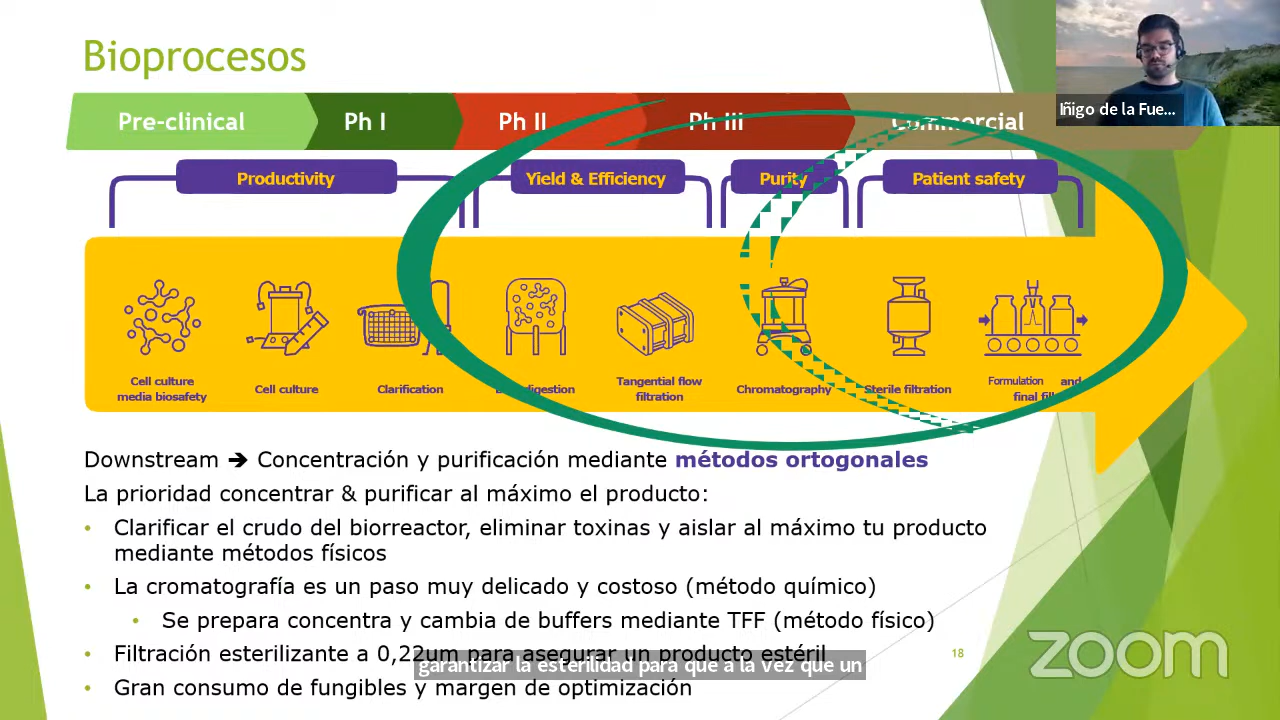 Bioprocesos
Pre-clinical
Ph I
Ph II
Ph III
Commercial
Iñigo de la Fue...
Productivity
Yield & Efficiency
Purity
Patient safety
Cell culture
media biosafety
Cell culture
Clarification
digestion
Tangential flow
filtration
Chromatography
Sterile filtration
Formulation and
final fill
Downstream → Concentración y purificación mediante métodos ortogonales
La prioridad concentrar & purificar al máximo el producto:
• Clarificar el crudo del biorreactor, eliminar toxinas y aislar al máximo tu producto
mediante métodos físicos
• La cromatografía es un paso muy delicado y costoso (método químico)
• Se prepara concentra y cambia de buffers mediante TFF (método físico)
• Filtración esterilizante a 0,22um para asegurar un producto estéril
garantizar la esterilidad para que a la vez que un
18
zoom
• Gran consumo de fungibles y margen de optimización